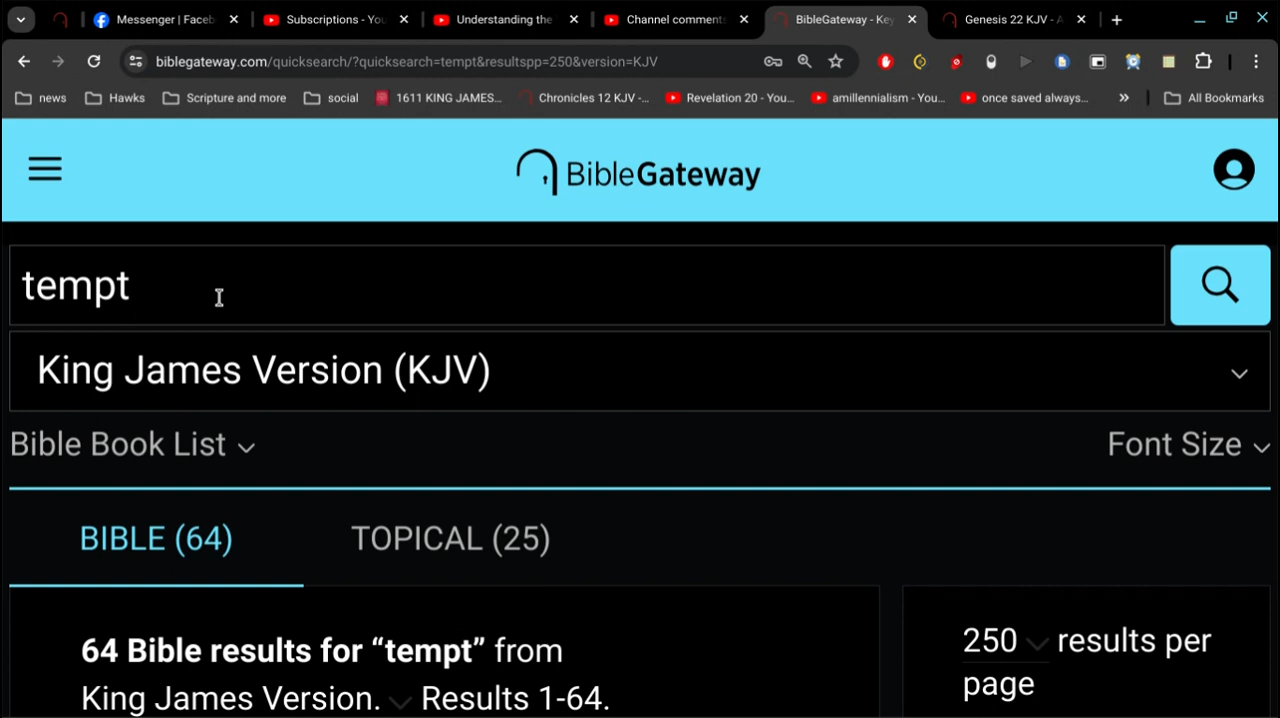 Messenger | Faceb
Subscriptions - You
Understanding the
Channel comments
BibleGateway - Key
Genesis 22 KJV - A
biblegateway.com/quicksearch/?quicksearch=tempt&resultspp=250&version=KJV
news
Hawks
Scripture and more
social
1611 KING JAMES...
Chronicles 12 KJV -...
Revelation 20 - You...
amillennialism - You...
once saved always...
All Bookmarks
BibleGateway
tempt
King James Version (KJV)
Bible Book List
Font Size
BIBLE (64)
TOPICAL (25)
64 Bible results for “tempt” from
King James Version. Results 1-64.
250 results per
page